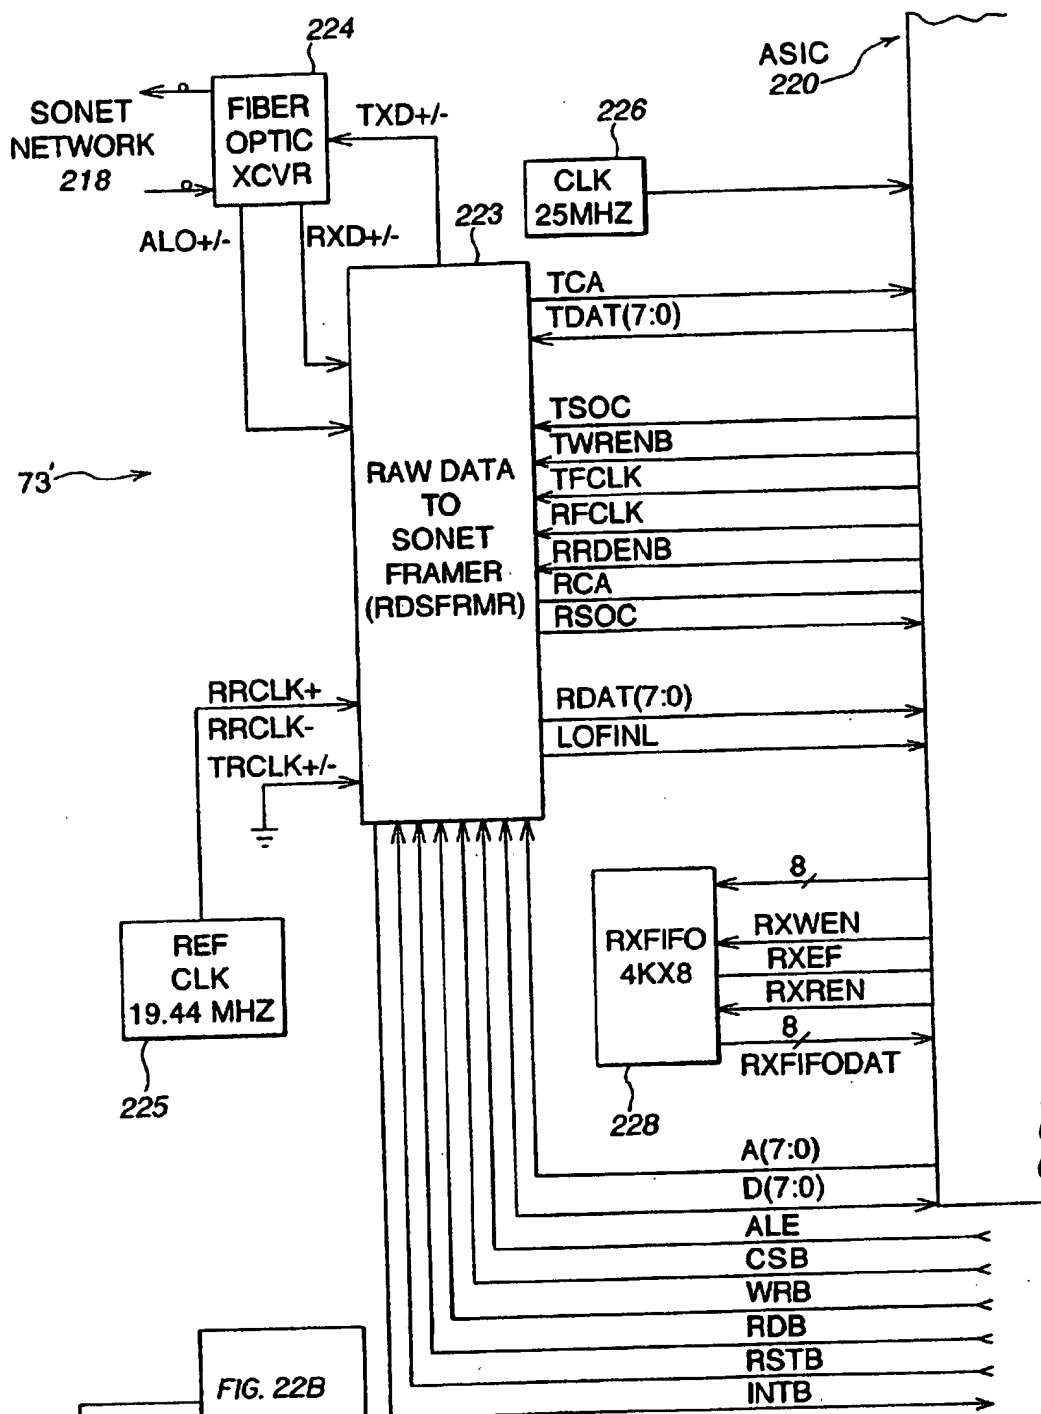 224
ASIC
220
SONET
NETWORK
218
FIBER
OPTIC
XCVR
TXD+/-
226
CLK
25MHZ
ALO+/-
RXD+/-
223
TCA
TDAT(7:0)
TSOC
TWRENB
TFCLK
RFCLK
RRDENB
RCA
RSOC
73'
RAW DATA
TO
SONET
FRAMER
(RDSFRMR)
RRCLK+
RRCLK-
TRCLK+/-
RDAT(7:0)
LOFINL
8
RXFIFO
4KX8
RXWEN
RXEF
RXREN
8
RXFIFODAT
228
REF
CLK
19.44 MHZ
225
A(7:0)
D(7:0)
ALE
CSB
WRB
RDB
RSTB
INTB
FIG. 22B